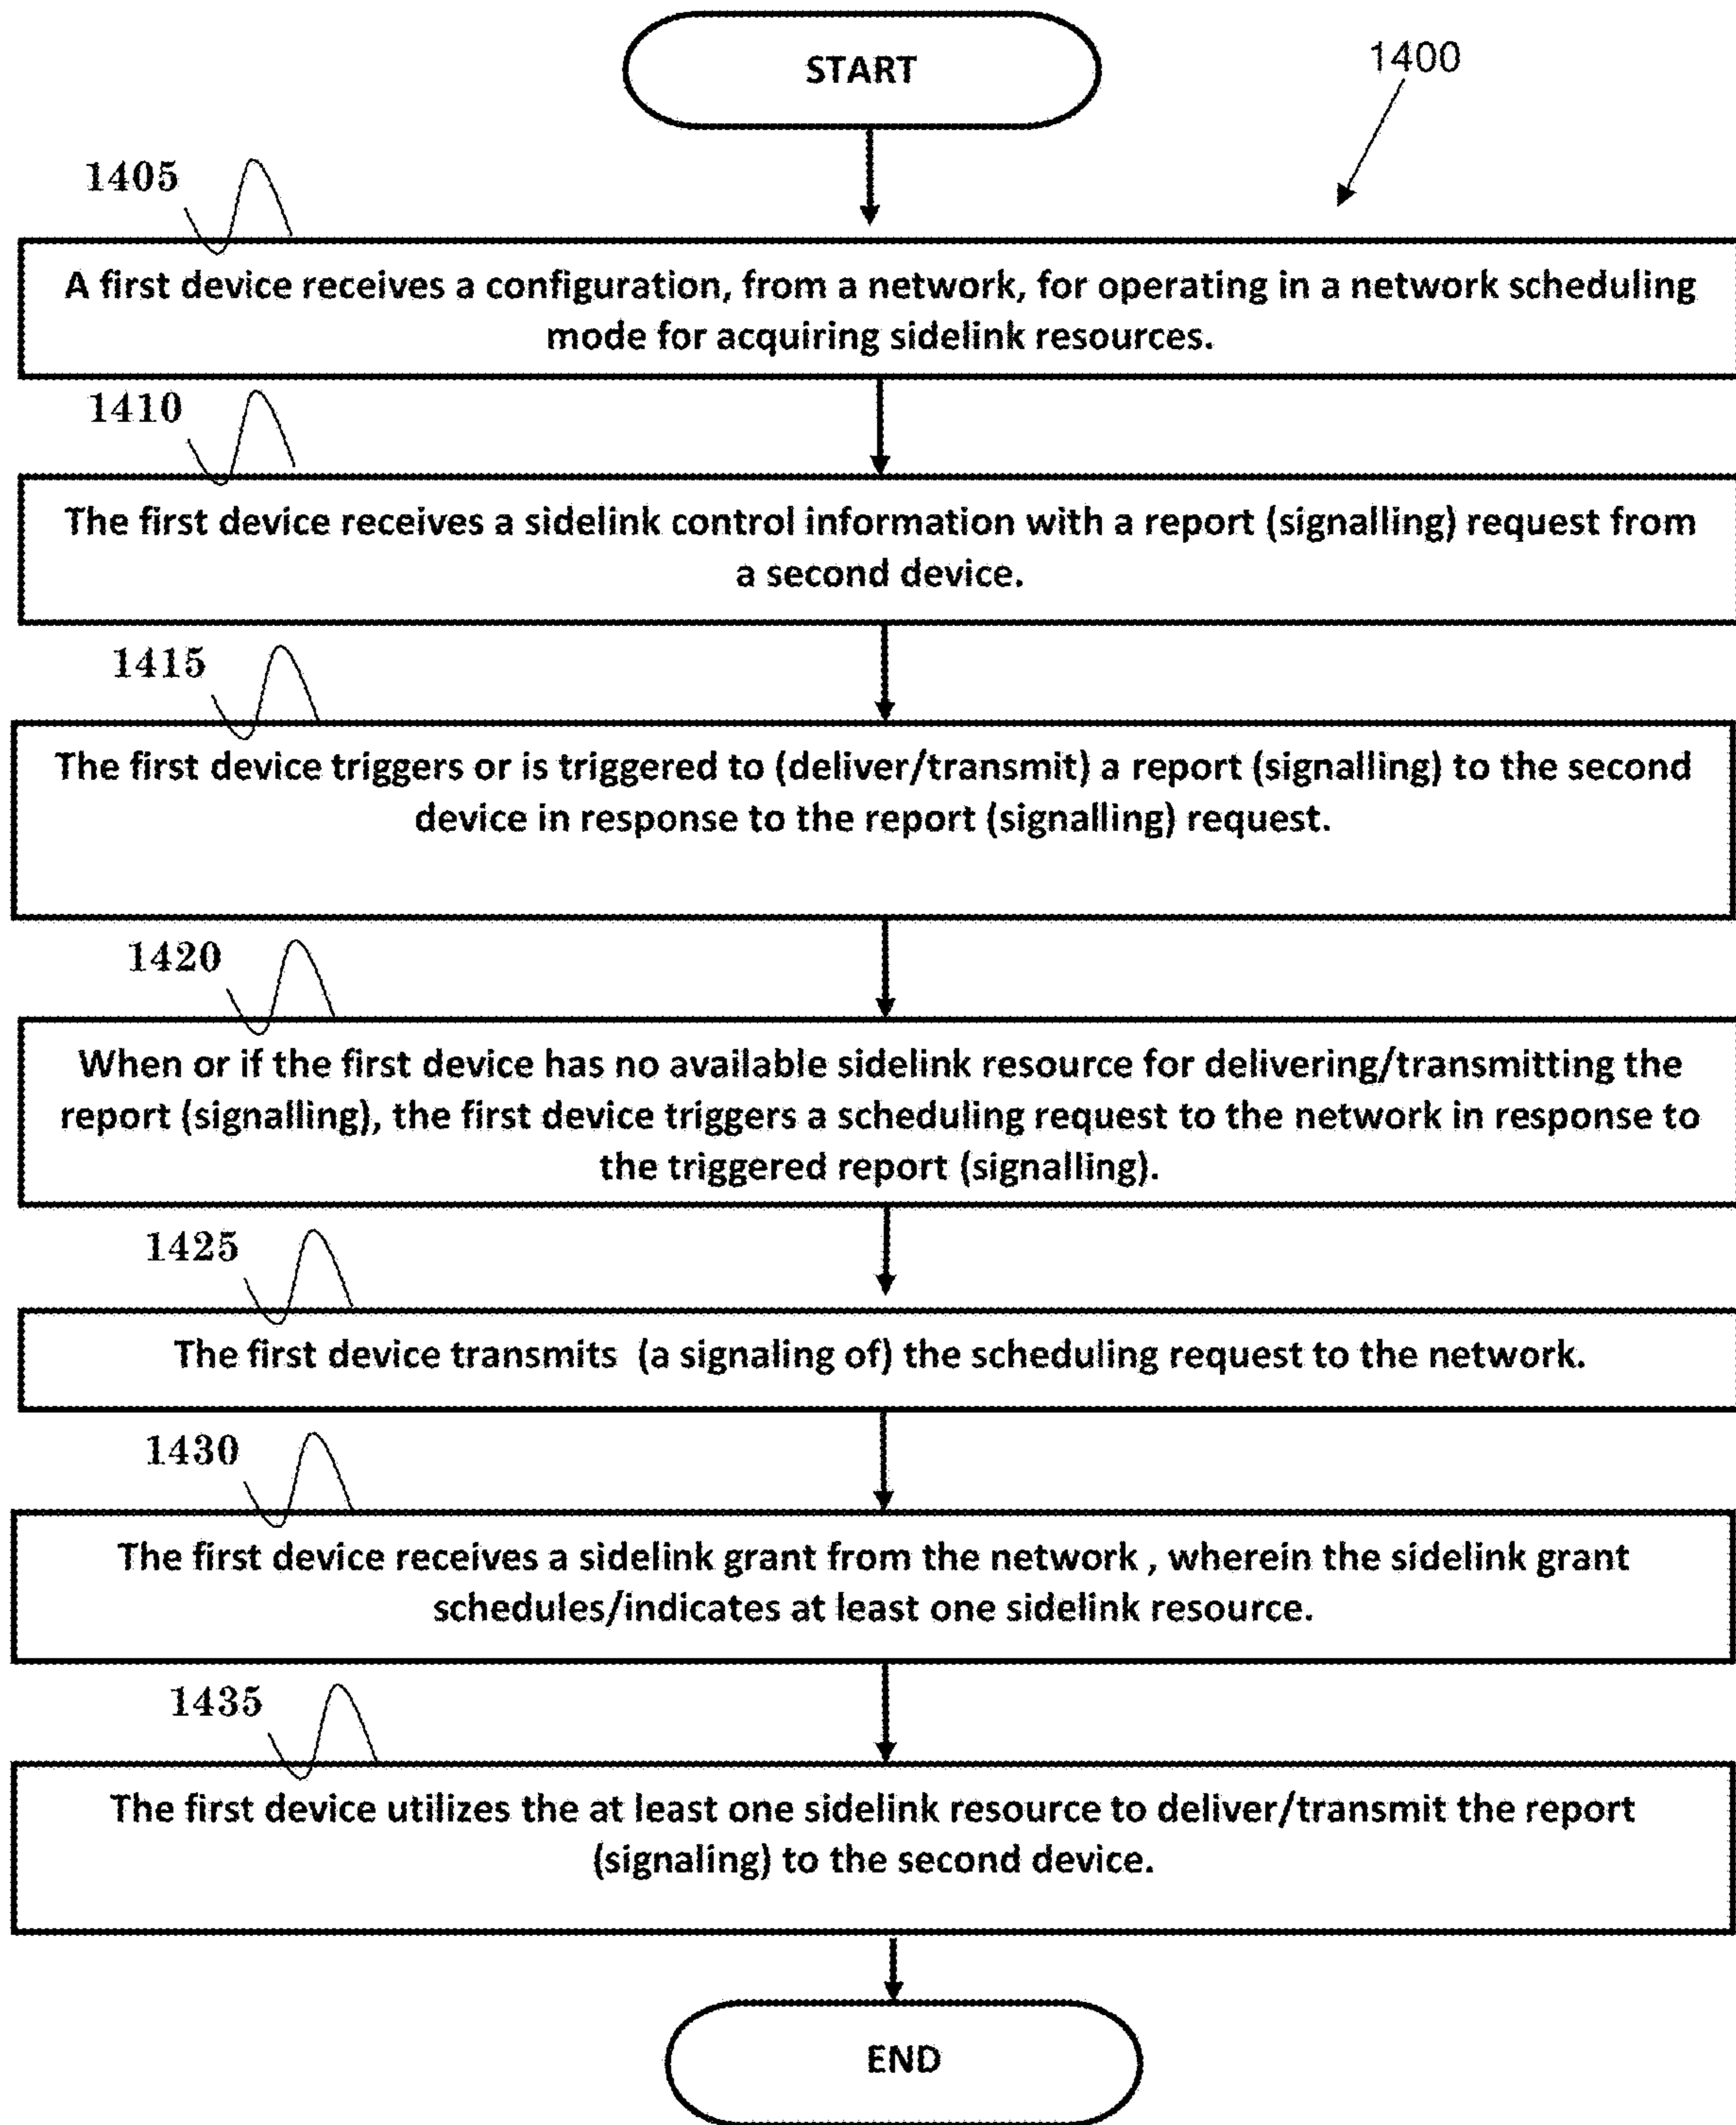 START
1400
1405
A first device receives a configuration, from a network, for operating in a network scheduling
mode for acquiring sidelink resources.
1410
The first device receives a sidelink control information with a report (signalling) request from
a second device.
1415
The first device triggers or is triggered to (deliver/transmit) a report (signalling) to the second
device in response to the report (signalling) request.
1420
When or if the first device has no available sidelink resource for delivering/transmitting the
report (signalling), the first device triggers a scheduling request to the network in response to
the triggered report (signalling).
1425
The first device transmits (a signaling of) the scheduling request to the network.
1430
The first device receives a sidelink grant from the network , wherein the sidelink grant
schedules/indicates at least one sidelink resource.
1435
The first device utilizes the at least one sidelink resource to deliver/transmit the report
(signaling) to the second device.
END